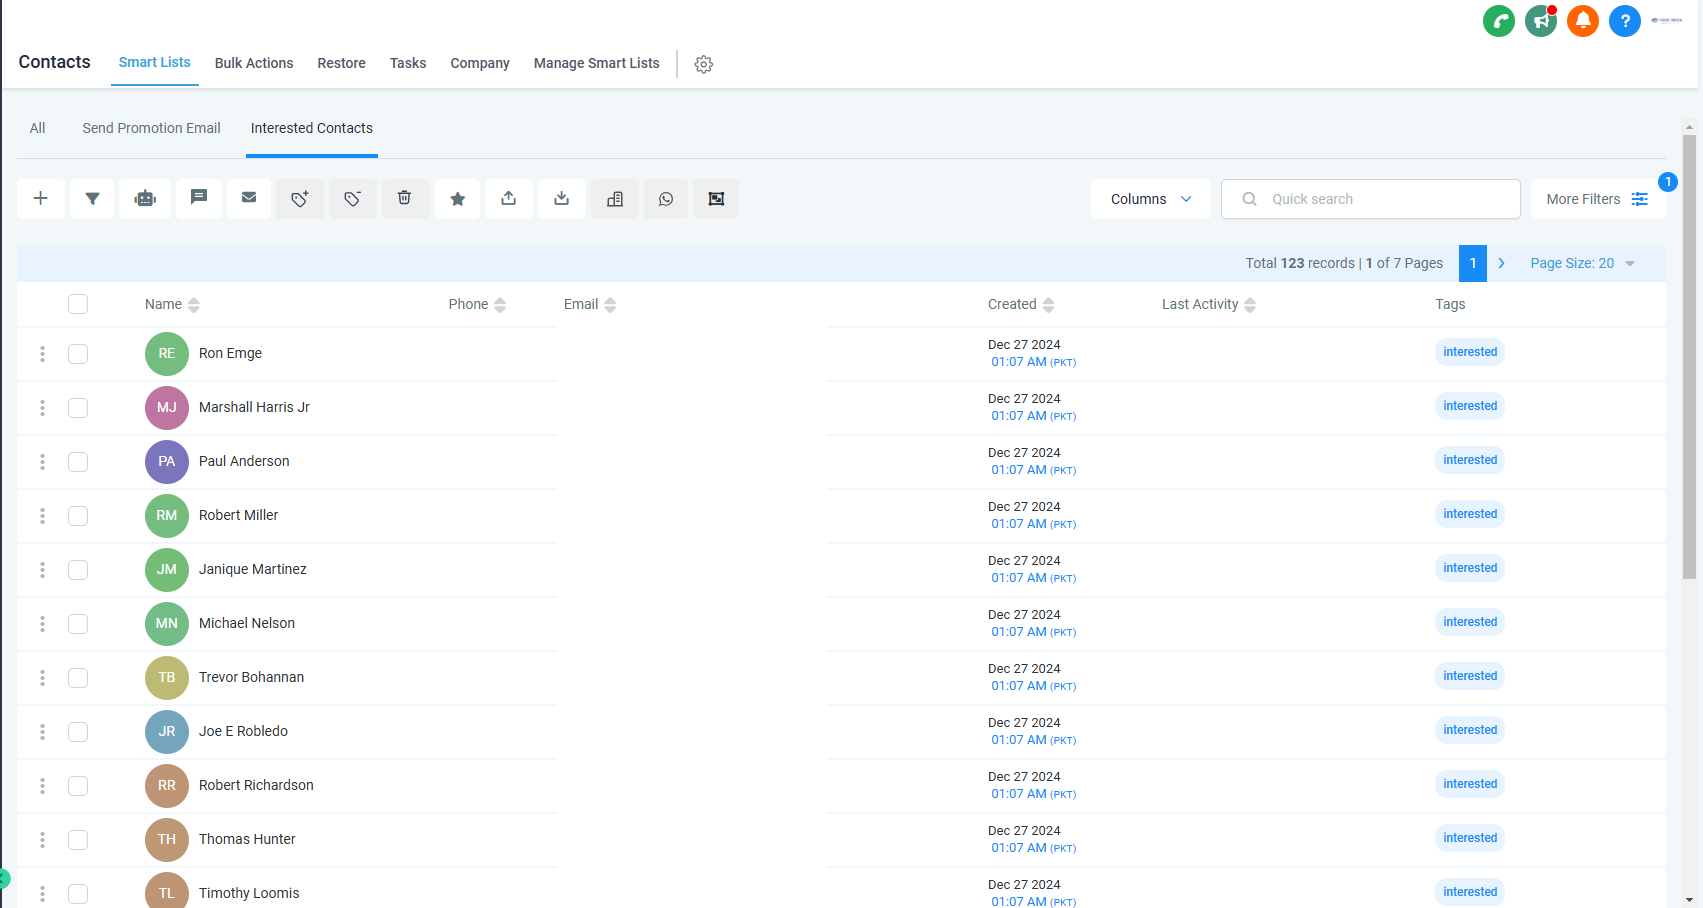 ?
Contacts Smart Lists Bulk Actions Restore Tasks Company Manage Smart Lists
All Send Promotion Email Interested Contacts
1
Columns Quick search More Filters
Total 123 records | 1 of 7 Pages 1 Page Size: 20
Name Phone Email Created Last Activity Tags
RE Ron Emge Dec 27 2024 interested
01:07 AM (PKT)
MJ Marshall Harris Jr Dec 27 2024 interested
01:07 AM (PKT)
PA Paul Anderson Dec 27 2024 interested
01:07 AM (PKT)
RM Robert Miller Dec 27 2024 interested
01:07 AM (PKT)
JM Janique Martinez Dec 27 2024 interested
01:07 AM (PKT)
MN Michael Nelson Dec 27 2024 interested
01:07 AM (PKT)
TB Trevor Bohannan Dec 27 2024 interested
01:07 AM (PKT)
JR Joe E Robledo Dec 27 2024 interested
01:07 AM (PKT)
RR Robert Richardson Dec 27 2024 interested
01:07 AM (PKT)
TH Thomas Hunter Dec 27 2024 interested
01:07 AM (PKT)
TL Timothy Loomis Dec 27 2024 interested
01:07 AM (PKT)